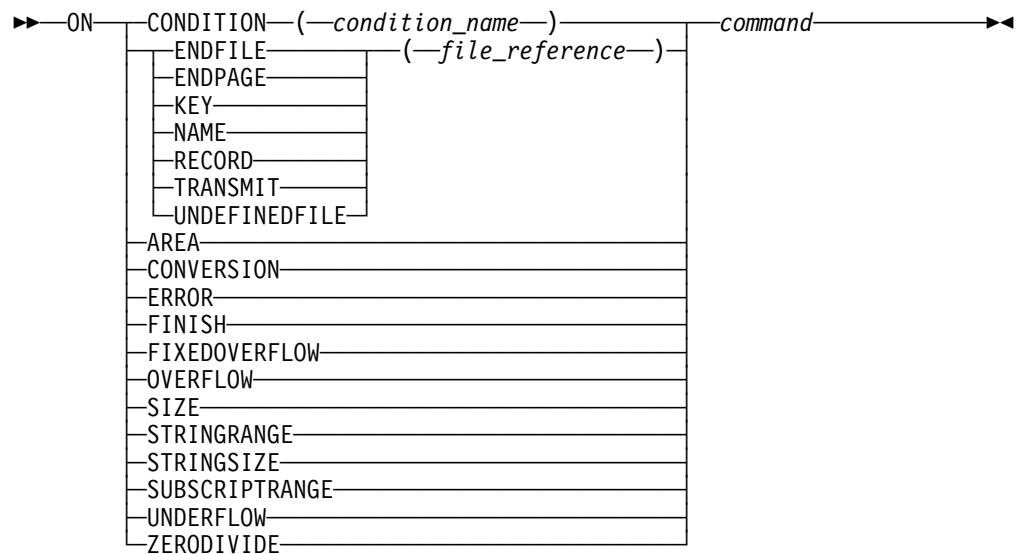 ON CONDITION ( condition_name ) command
ENDFILE ( file_reference )
ENDPAGE
KEY
NAME
RECORD
TRANSMIT
UNDEFINEDFILE
AREA
CONVERSION
ERROR
FINISH
FIXEDOVERFLOW
OVERFLOW
SIZE
STRINGRANGE
STRINGSIZE
SUBSCRIPTRANGE
UNDERFLOW
ZERODIVIDE